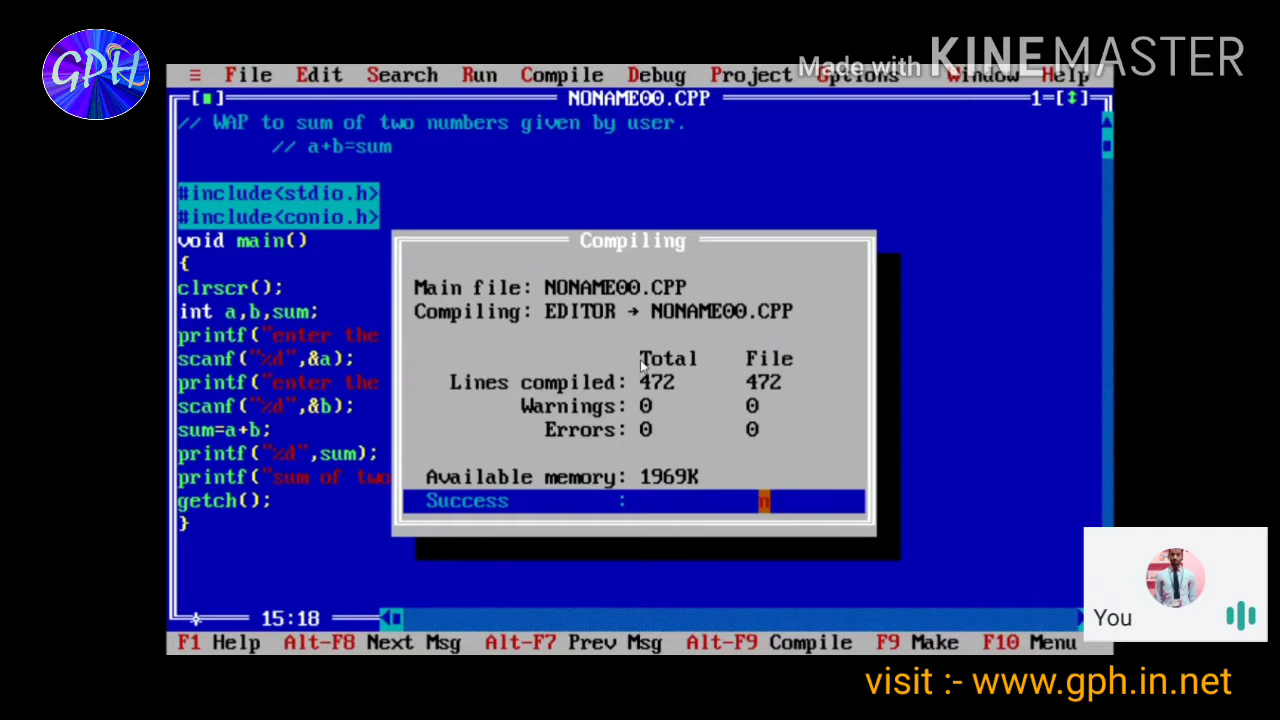 GPH
Made with KINEMASTER
≡ File Edit Search Run Compile Debug Project Options Window Help
[■] NONAME00.CPP 1=[↕]
// WAP to sum of two numbers given by user.
// a+b=sum
#include<stdio.h>
#include<conio.h>
void main()
{
clrscr();
int a,b,sum;
printf("enter the
scanf("%d",&a);
printf("enter the
scanf("%d",&b);
sum=a+b;
printf("%d",sum);
printf("sum of two
getch();
}
Compiling
Main file: NONAME00.CPP
Compiling: EDITOR → NONAME00.CPP
Total File
Lines compiled: 472 472
Warnings: 0 0
Errors: 0 0
Available memory: 1969K
Success :
15:18
F1 Help Alt-F8 Next Msg Alt-F7 Prev Msg Alt-F9 Compile F9 Make F10 Menu
You
visit :- www.gph.in.net